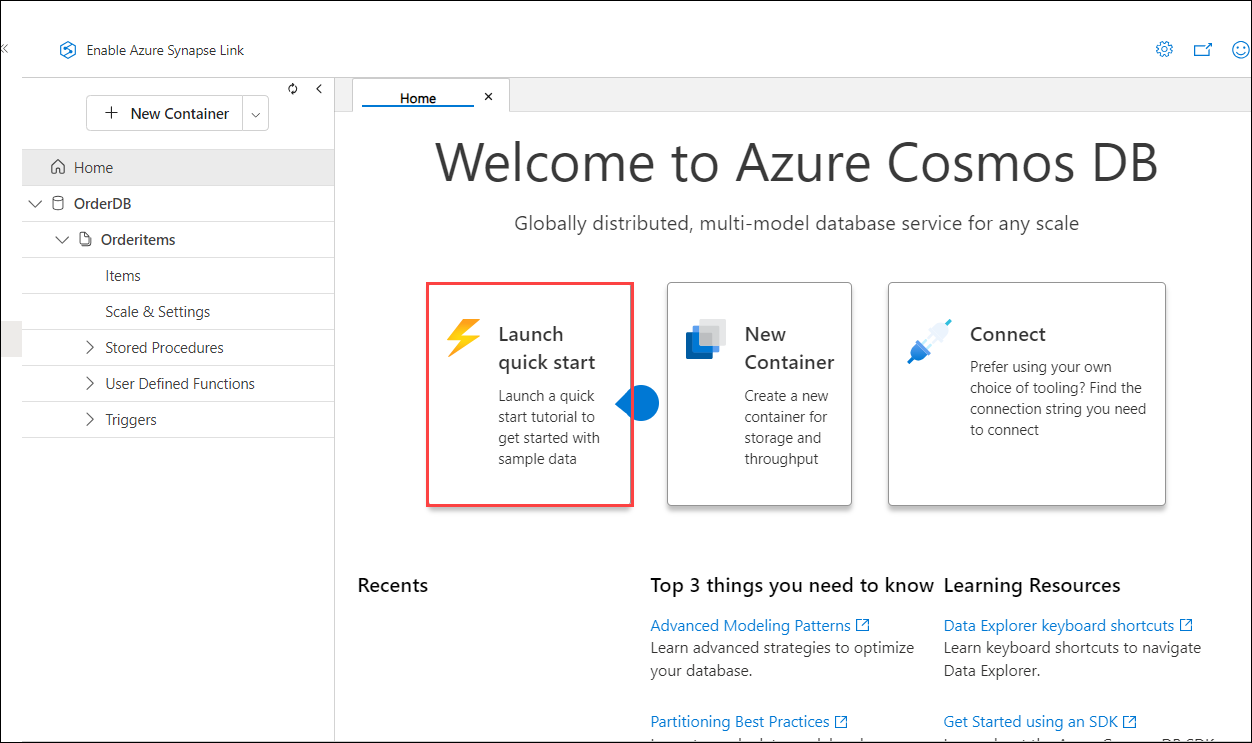 Enable Azure Synapse Link
New Container
Home
OrderDB
Orderitems
Items
Scale & Settings
Stored Procedures
User Defined Functions
Triggers
Home
Welcome to Azure Cosmos DB
Globally distributed, multi-model database service for any scale
Launch
quick start
Launch a quick
start tutorial to
get started with
sample data
New
Container
Create a new
container for
storage and
throughput
Connect
Prefer using your own
choice of tooling? Find the
connection string you need
to connect
Recents
Top 3 things you need to know
Advanced Modeling Patterns
Learn advanced strategies to optimize
your database.
Partitioning Best Practices
Learning Resources
Data Explorer keyboard shortcuts
Learn keyboard shortcuts to navigate
Data Explorer.
Get Started using an SDK